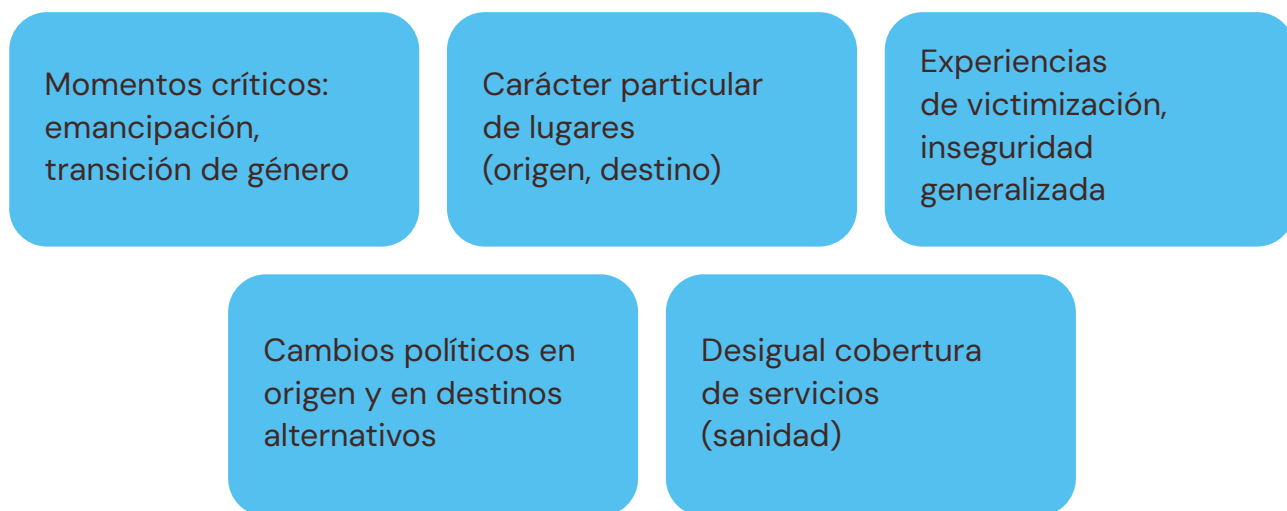 Momentos críticos:
emancipación,
transición de género
Carácter particular
de lugares
(origen, destino)
Experiencias
de victimización,
inseguridad
generalizada
Cambios políticos en
origen y en destinos
alternativos
Desigual cobertura
de servicios
(sanidad)